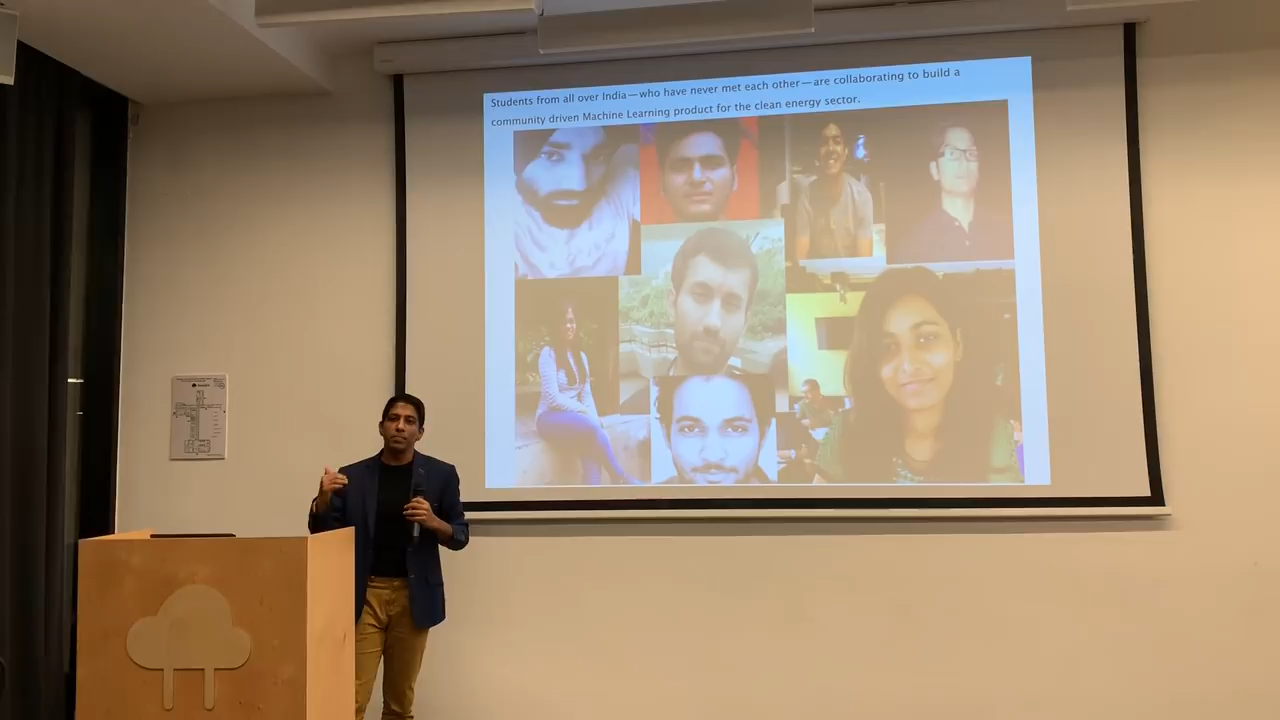 Students from all over India—who have never met each other—are collaborating to build a
community driven Machine Learning product for the clean energy sector.